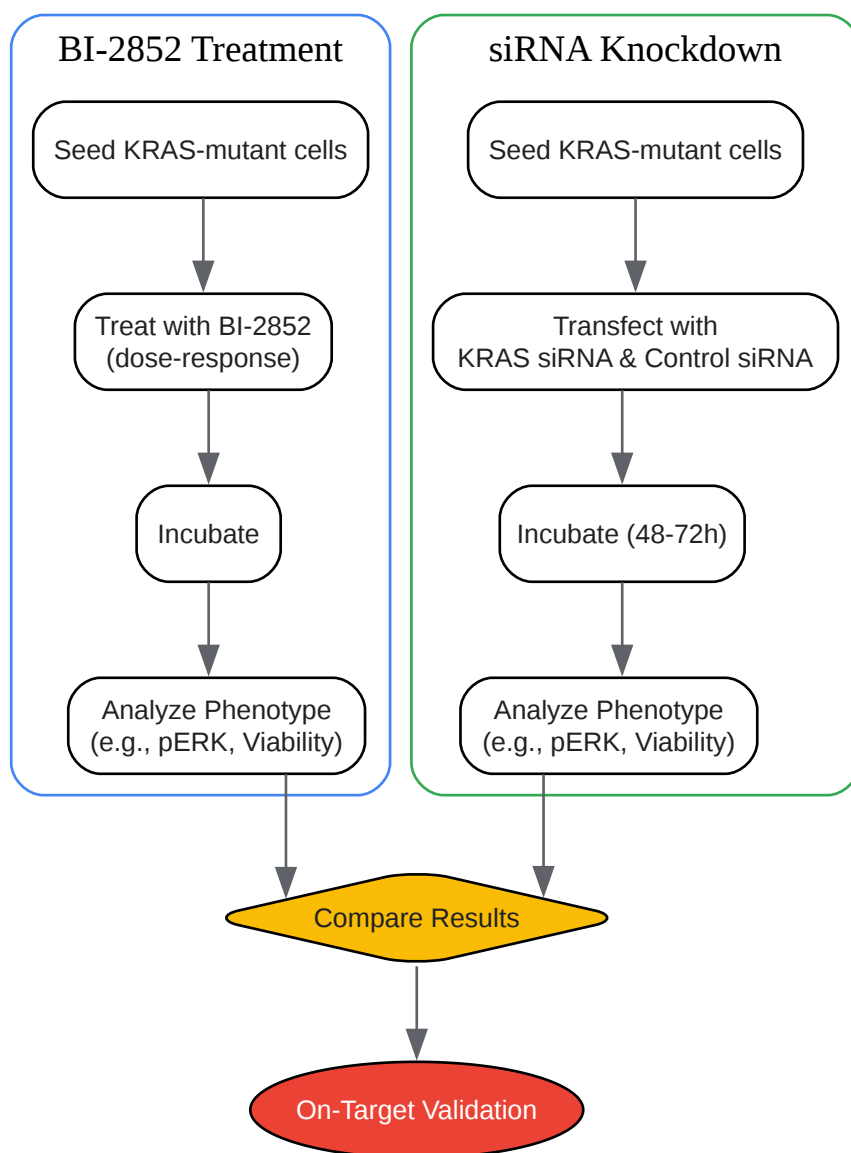 BI-2852 Treatment
Seed KRAS-mutant cells
Treat with BI-2852
(dose-response)
Incubate
Analyze Phenotype
(e.g., pERK, Viability)
siRNA Knockdown
Seed KRAS-mutant cells
Transfect with
KRAS siRNA & Control siRNA
Incubate (48-72h)
Analyze Phenotype
(e.g., pERK, Viability)
Compare Results
On-Target Validation